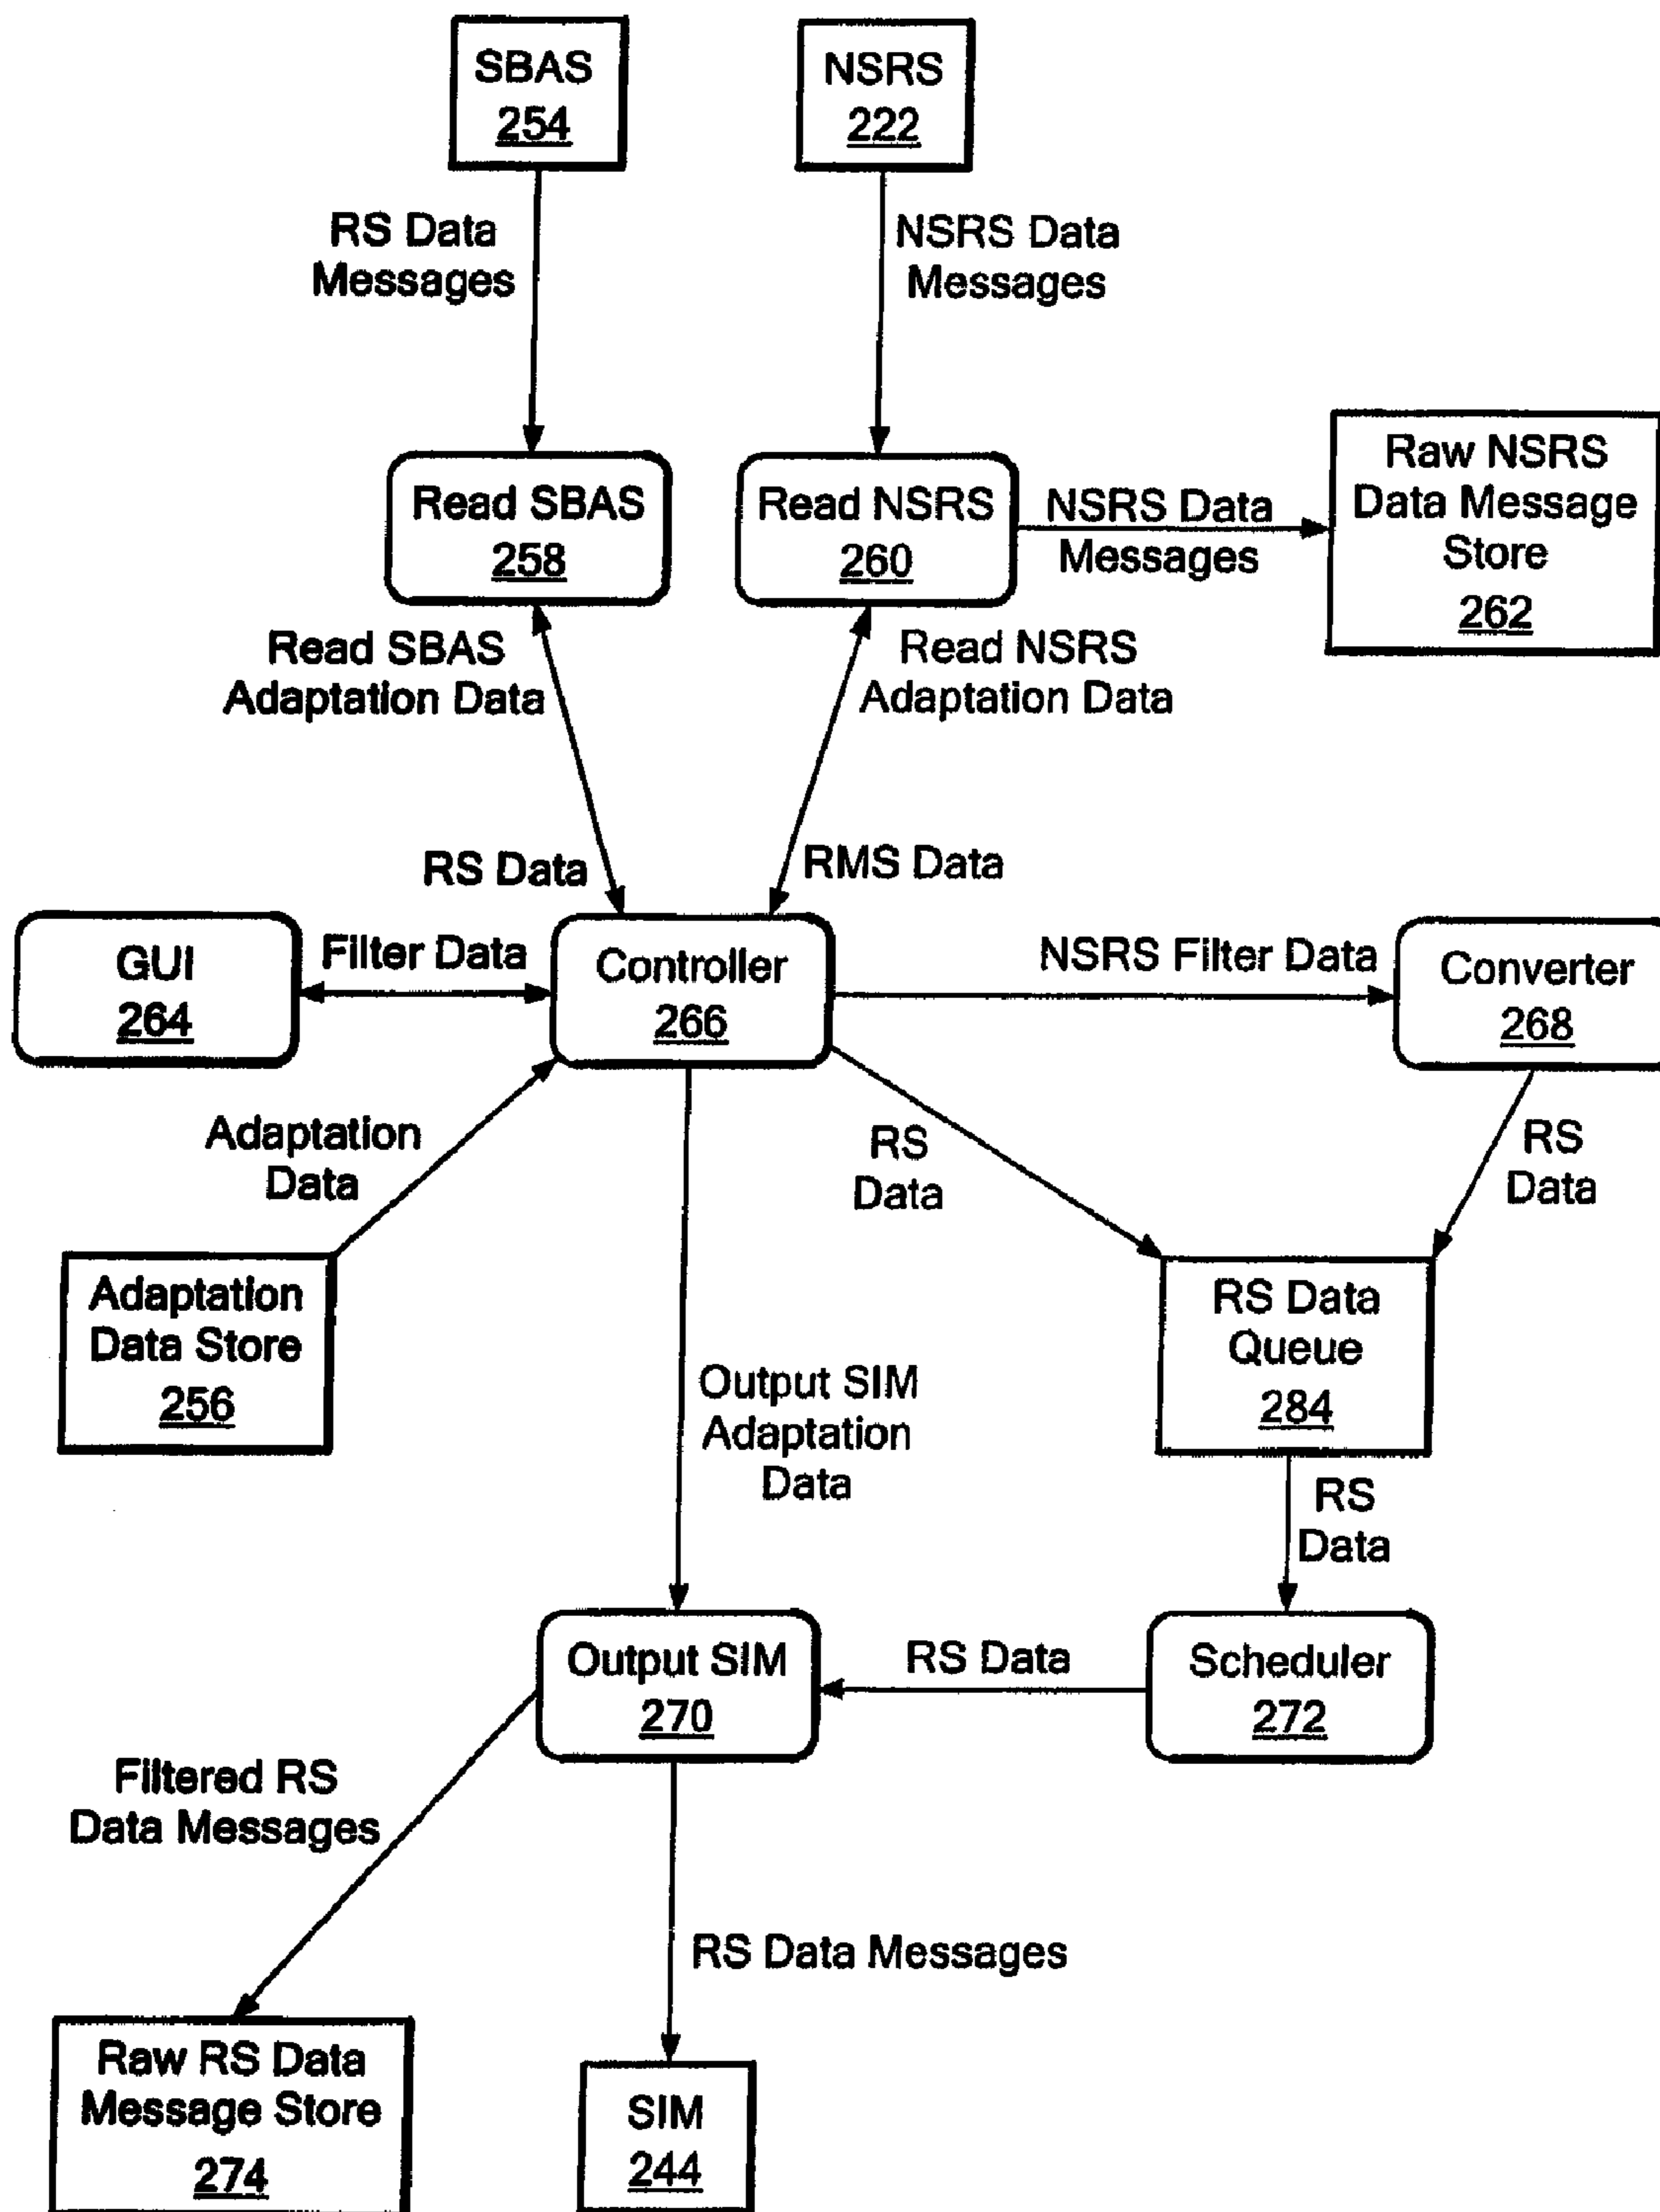 SBAS
254
NSRS
222
RS Data
Messages
NSRS Data
Messages
Read SBAS
258
Read NSRS
260
NSRS Data
Messages
Raw NSRS
Data Message
Store
262
Read SBAS
Adaptation Data
Read NSRS
Adaptation Data
RS Data
RMS Data
GUI
264
Filter Data
Controller
266
NSRS Filter Data
Converter
268
Adaptation
Data
RS
Data
RS
Data
Adaptation
Data Store
256
Output SIM
Adaptation
Data
RS Data
Queue
284
RS
Data
Output SIM
270
RS Data
Scheduler
272
Filtered RS
Data Messages
RS Data Messages
Raw RS Data
Message Store
274
SIM
244